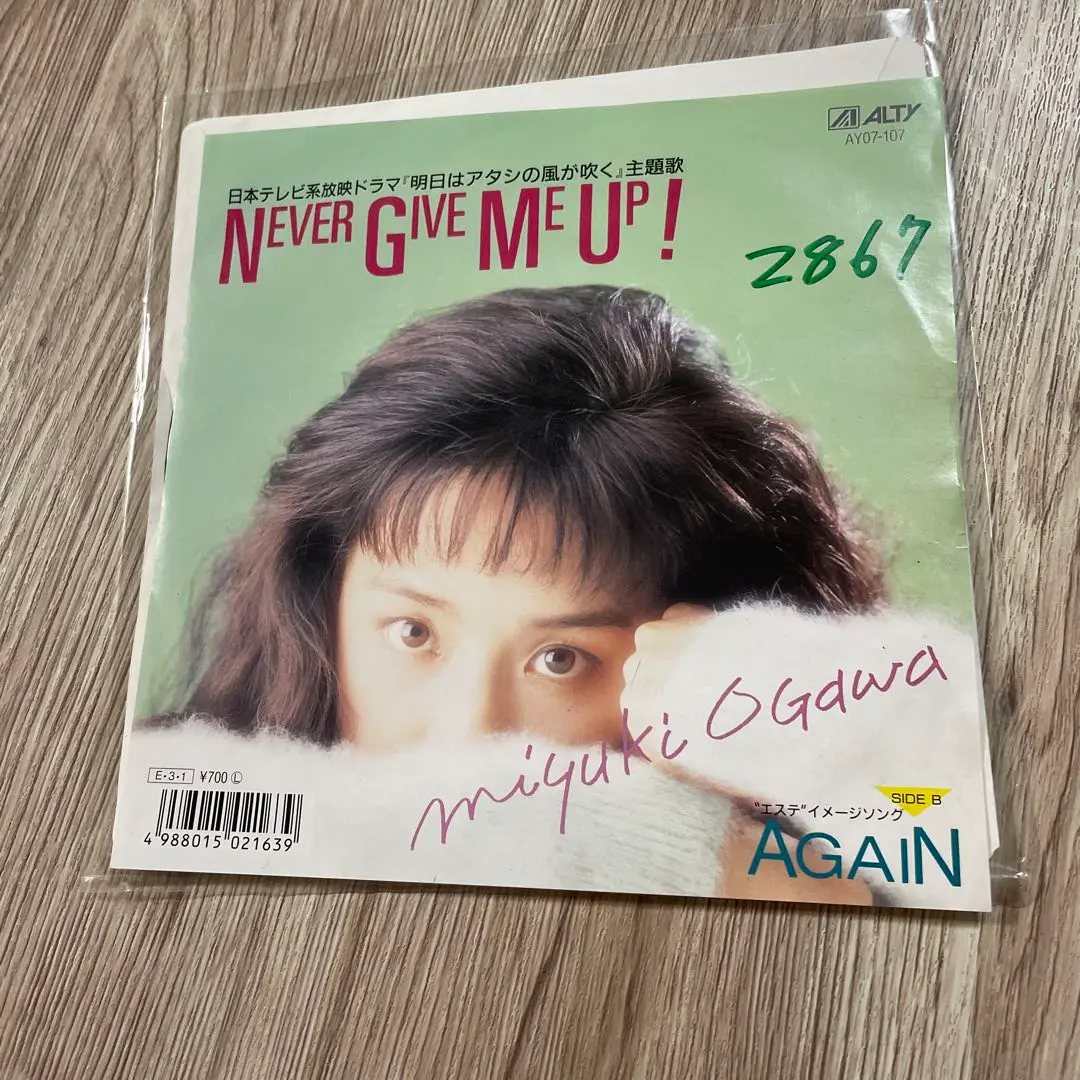 ALTY
AY07-107
日本テレビ系放映ドラマ『明日はアタシの風が吹く』主題歌
NEVER GIVE ME UP!
2867
miyuki OGawa
E・3・1 ¥700 Ⓛ
4 988015 021639
SIDE B
"エステ"イメージソング
AGAiN